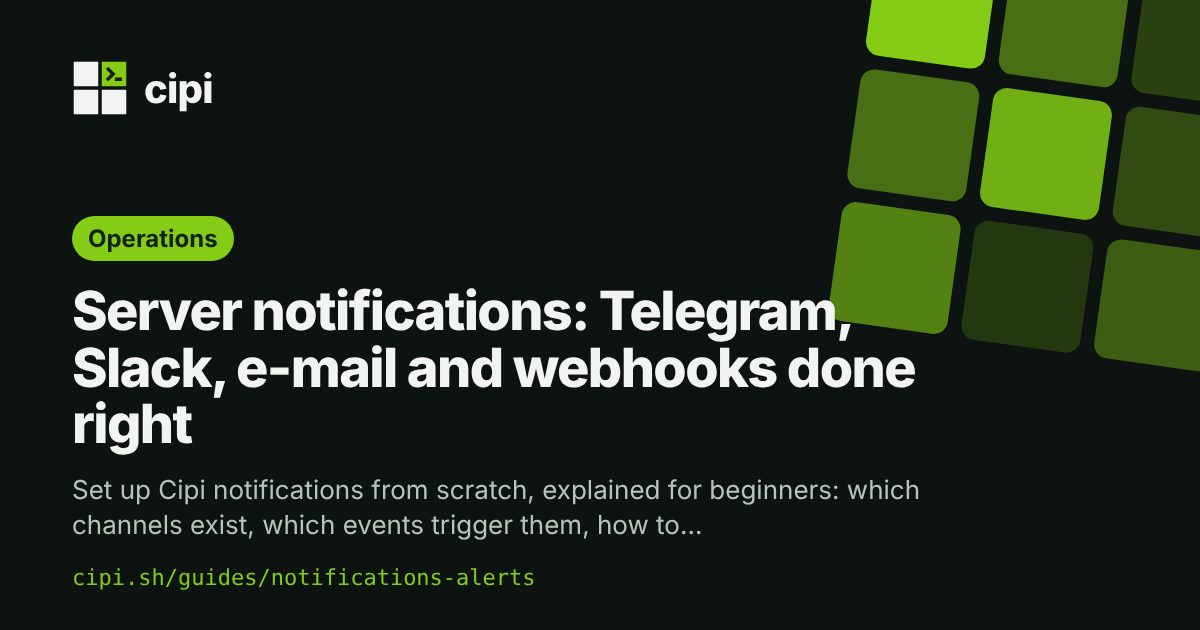 cipi
Operations
Server notifications: Telegram,
Slack, e-mail and webhooks done
right
Set up Cipi notifications from scratch, explained for beginners: which
channels exist, which events trigger them, how to...
cipi.sh/guides/notifications-alerts